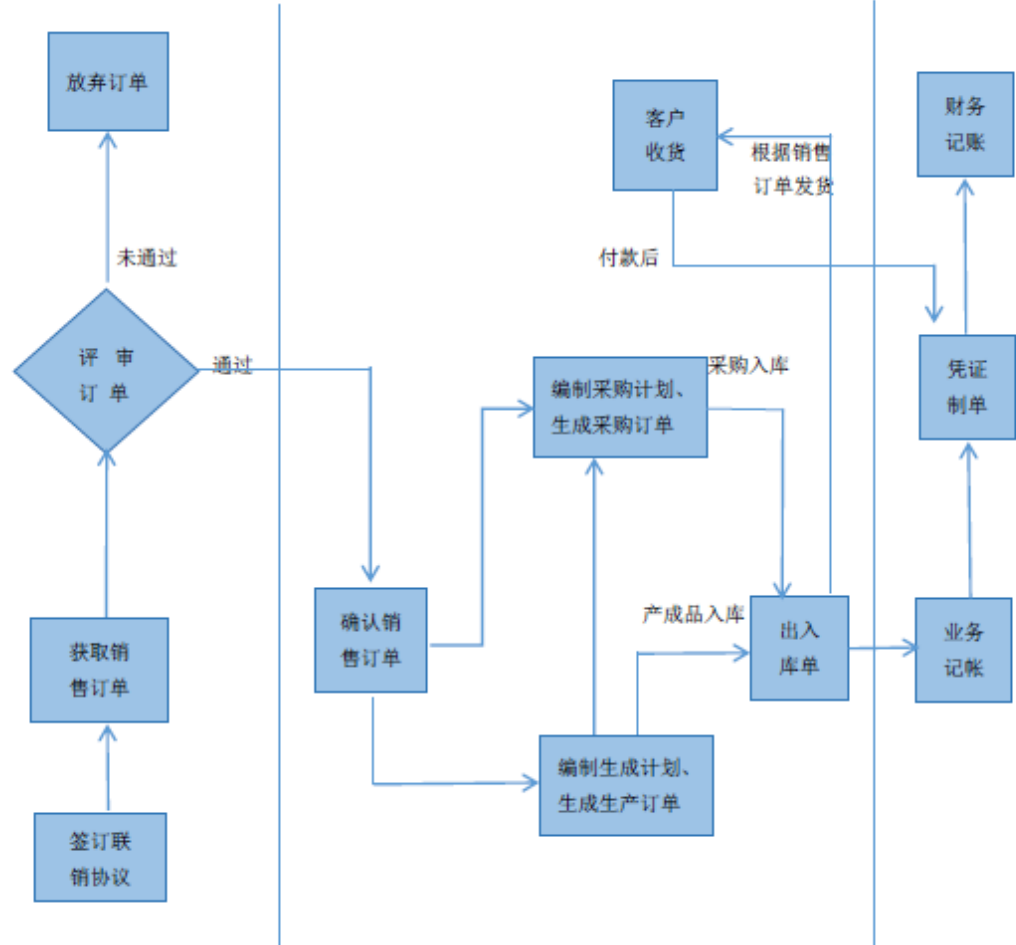 放弃订单
未通过
评 审
订 单
通过
获取销
售订单
签订联
销协议
客户
收货
根据销售
订单发货
付款后
编制采购计划、
生成采购订单
采购入库
确认销
售订单
产成品入库
出入
库单
编制生成计划、
生成生产订单
财务
记账
凭证
制单
业务
记帐